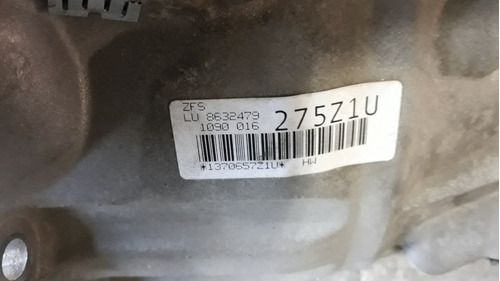 ZFS
LU 8632479
1090 016 275Z1U
*1370657Z1U* HW